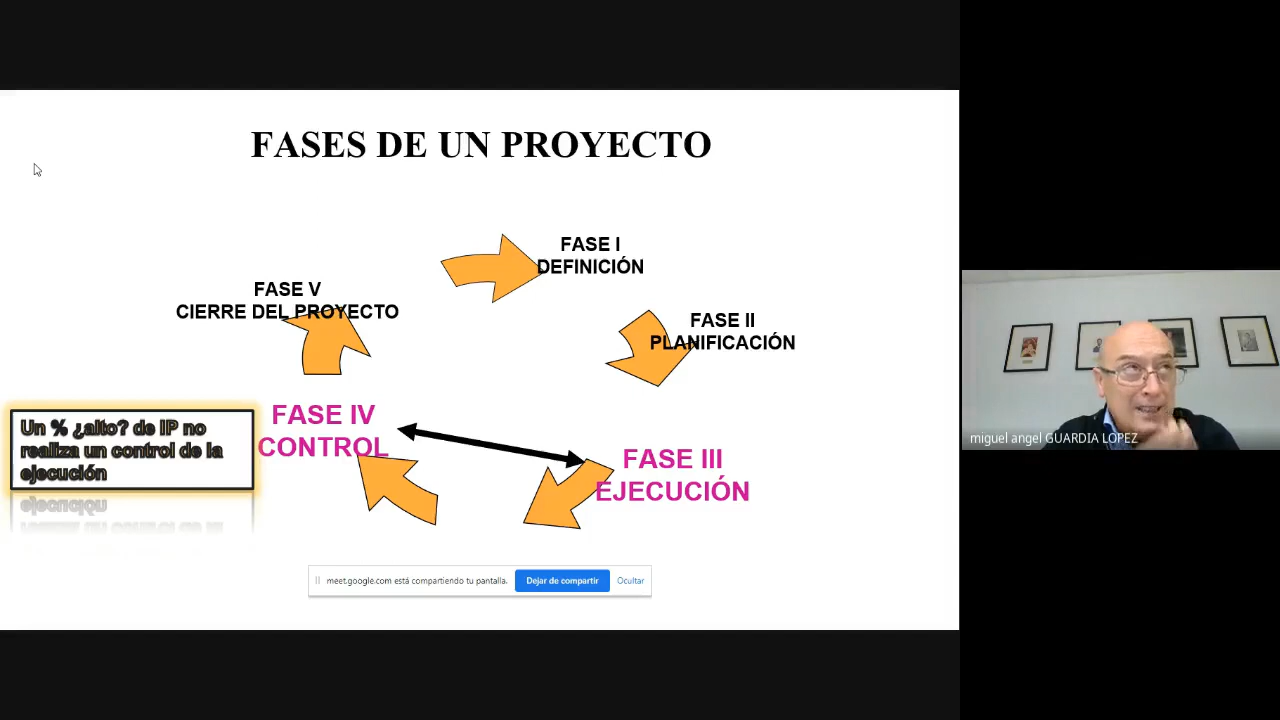 FASES DE UN PROYECTO
FASE I
DEFINICIÓN
FASE II
PLANIFICACIÓN
FASE III
EJECUCIÓN
FASE IV
CONTROL
FASE V
CIERRE DEL PROYECTO
Un % ¿alto? de IP no
realiza un control de la
ejecución
meet.google.com está compartiendo tu pantalla.
Dejar de compartir
Ocultar
miguel angel GUARDIA LOPEZ